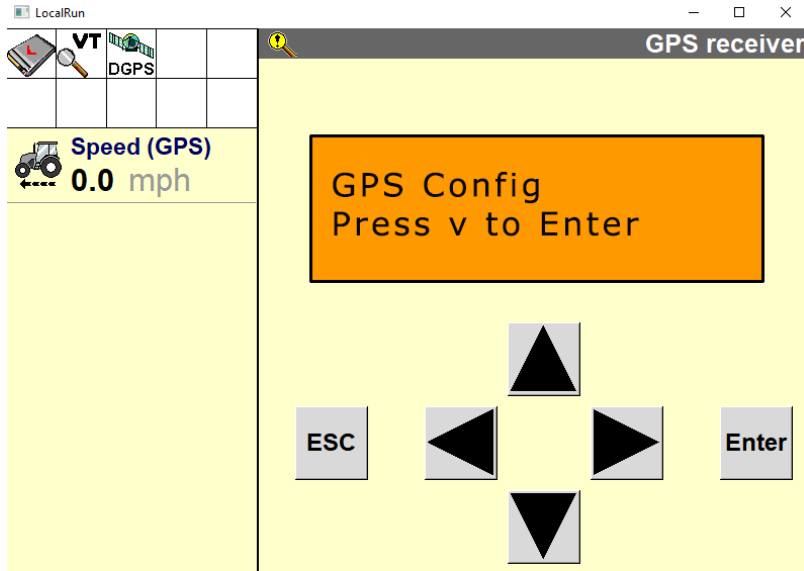 LocalRun
VT
DGPS
GPS receiver
Speed (GPS)
0.0 mph
GPS Config
Press v to Enter
ESC
Enter